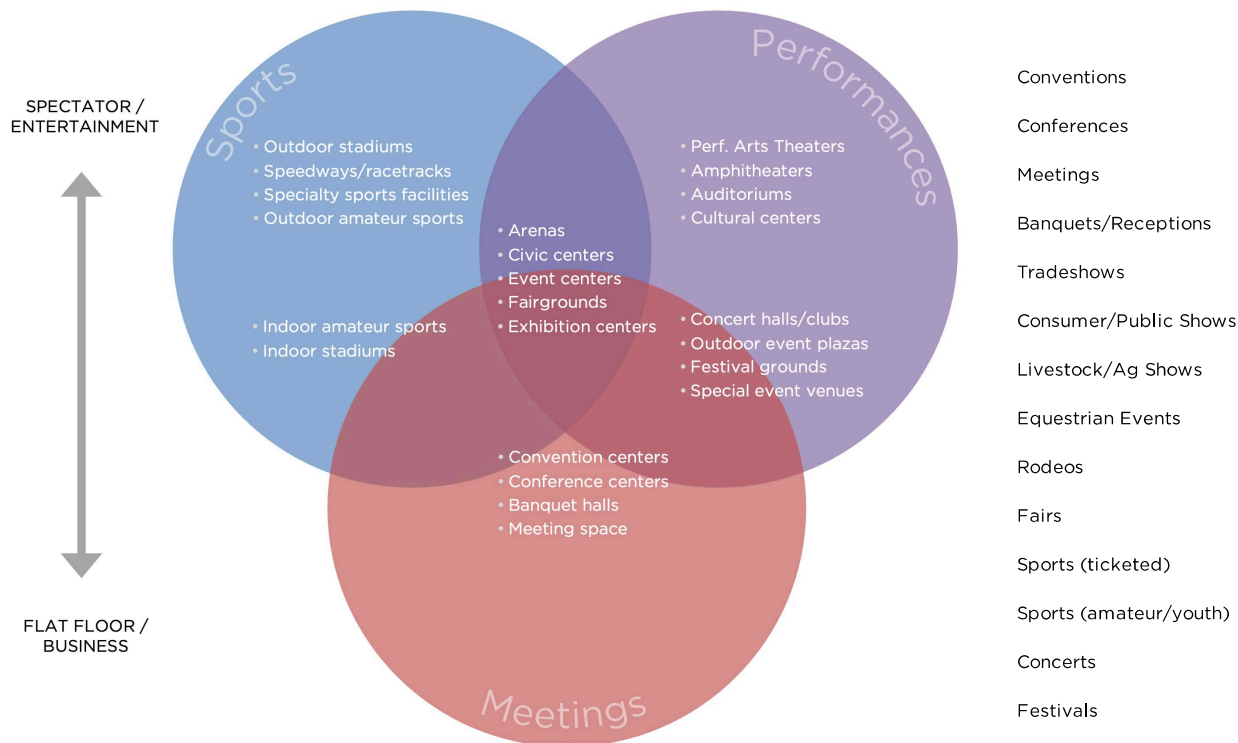 SPECTATOR /
ENTERTAINMENT
FLAT FLOOR /
BUSINESS
Sports
• Outdoor stadiums
• Speedways/racetracks
• Specialty sports facilities
• Outdoor amateur sports
• Indoor amateur sports
• Indoor stadiums
Performances
• Perf. Arts Theaters
• Amphitheaters
• Auditoriums
• Cultural centers
• Concert halls/clubs
• Outdoor event plazas
• Festival grounds
• Special event venues
• Arenas
• Civic centers
• Event centers
• Fairgrounds
• Exhibition centers
• Convention centers
• Conference centers
• Banquet halls
• Meeting space
Meetings
Conventions
Conferences
Meetings
Banquets/Receptions
Tradeshows
Consumer/Public Shows
Livestock/Ag Shows
Equestrian Events
Rodeos
Fairs
Sports (ticketed)
Sports (amateur/youth)
Concerts
Festivals